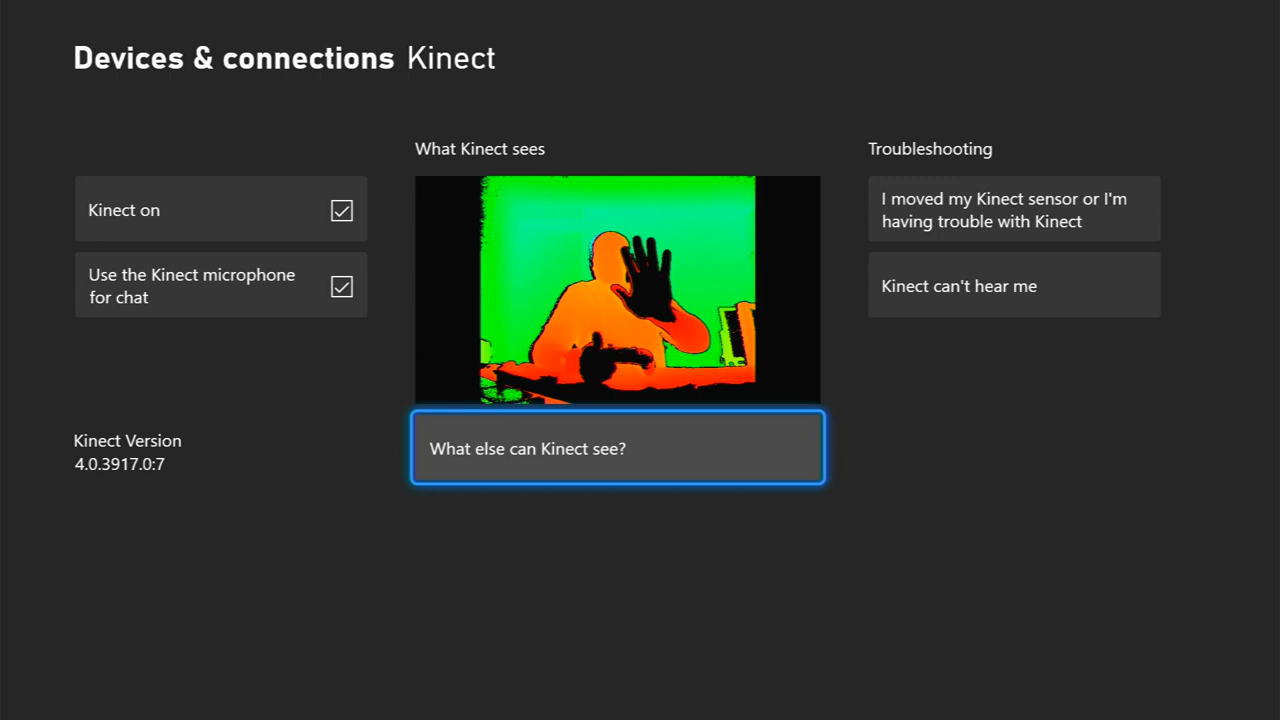 Devices & connections Kinect
Kinect on
Use the Kinect microphone
for chat
Kinect Version
4.0.3917.0:7
What Kinect sees
What else can Kinect see?
Troubleshooting
I moved my Kinect sensor or I'm
having trouble with Kinect
Kinect can't hear me